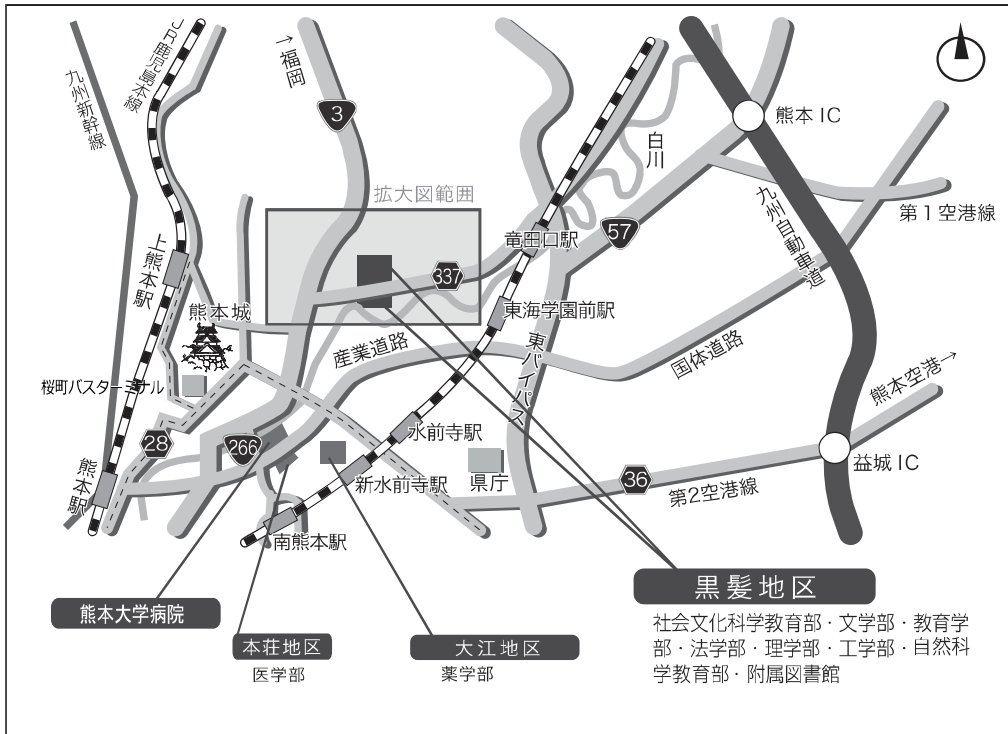 JR鹿児島本線
九州新幹線
→福岡
3
白川
熊本 IC
拡大図範囲
第1空港線
九州自動車道
竜田口駅
57
上熊本駅
337
熊本城
東海学園前駅
産業道路
東バイパス
国体道路
桜町バスターミナル
熊本空港→
28
266
水前寺駅
熊本駅
新水前寺駅
県庁
36
第2空港線
益城 IC
南熊本駅
熊本大学病院
本荘地区
医学部
大江地区
薬学部
黒髪地区
社会文化科学教育部・文学部・教育学
部・法学部・理学部・工学部・自然科
学教育部・附属図書館